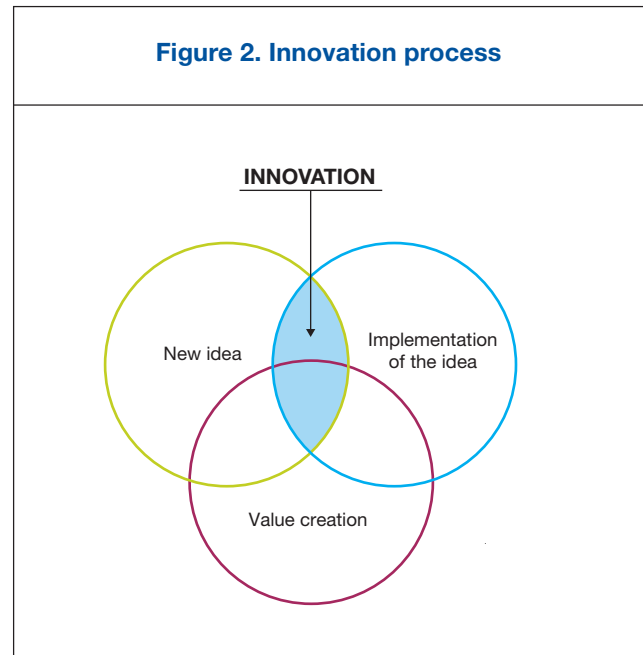 Figure 2. Innovation process
INNOVATION
New idea
Implementation
of the idea
Value creation